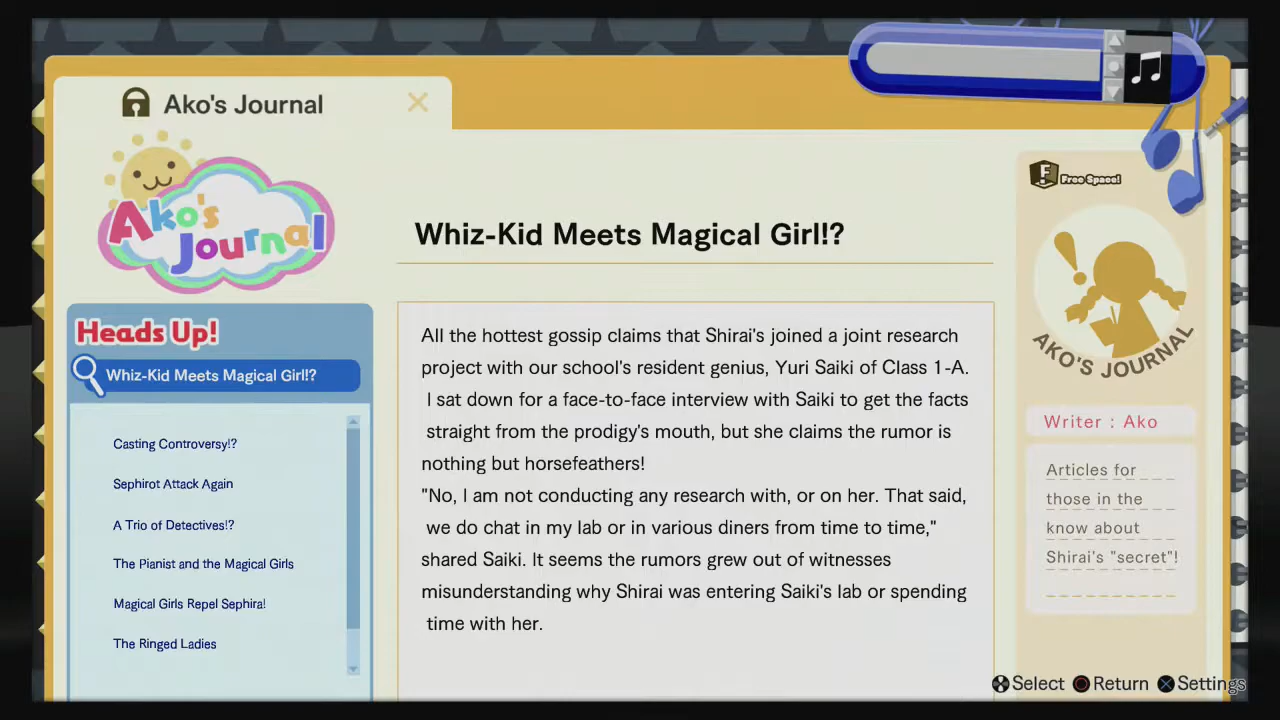 Ako's Journal
Ako's
Journal
Heads Up!
Whiz-Kid Meets Magical Girl!?
Casting Controversy!?
Sephirot Attack Again
A Trio of Detectives!?
The Pianist and the Magical Girls
Magical Girls Repel Sephira!
The Ringed Ladies
Whiz-Kid Meets Magical Girl!?
All the hottest gossip claims that Shirai's joined a joint research
project with our school's resident genius, Yuri Saiki of Class 1-A.
I sat down for a face-to-face interview with Saiki to get the facts
straight from the prodigy's mouth, but she claims the rumor is
nothing but horsefeathers!
"No, I am not conducting any research with, or on her. That said,
we do chat in my lab or in various diners from time to time,"
shared Saiki. It seems the rumors grew out of witnesses
misunderstanding why Shirai was entering Saiki's lab or spending
time with her.
F Free Space!
AKO'S JOURNAL
Writer : Ako
Articles for
those in the
know about
Shirai's "secret"!
Select Return Settings